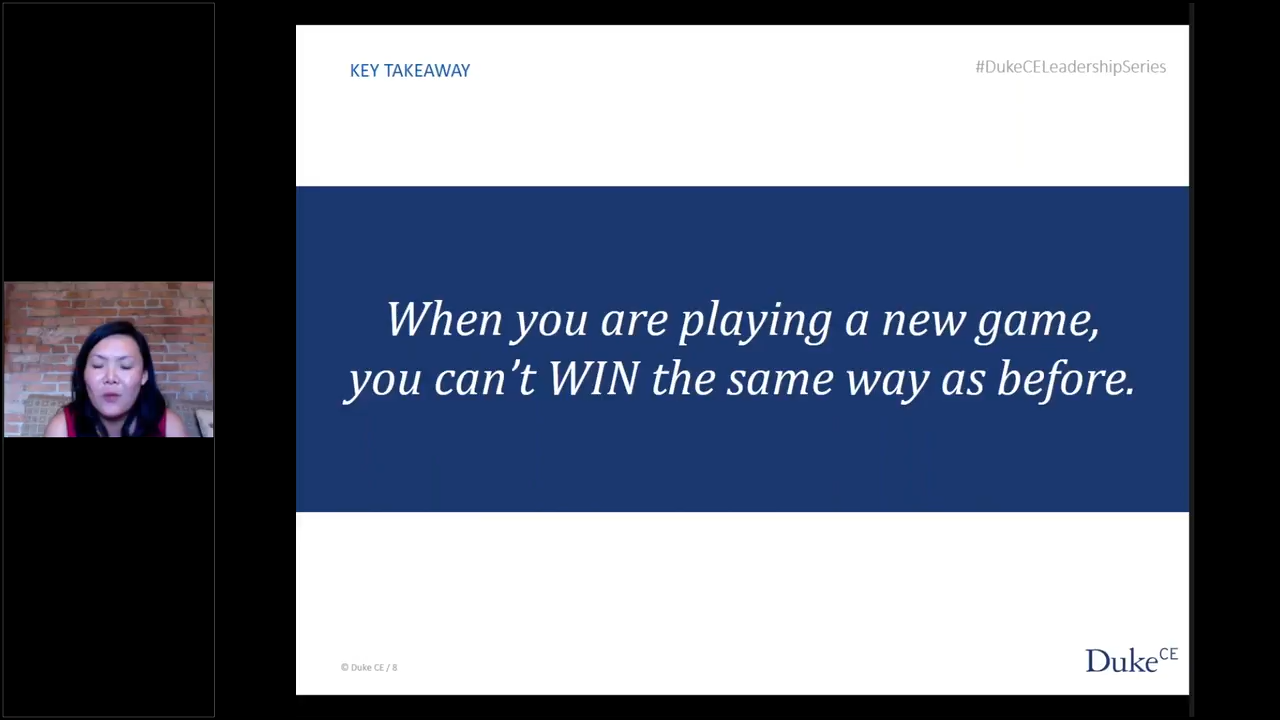 KEY TAKEAWAY
#DukeCELeadershipSeries
When you are playing a new game,
you can’t WIN the same way as before.
© Duke CE / 8
Duke CE